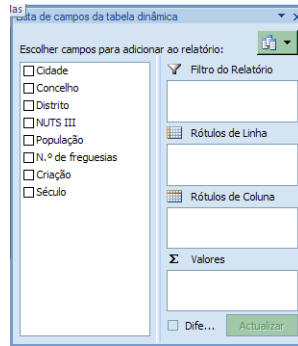 las
Lista de campos da tabela dinâmica
Escolher campos para adicionar ao relatório:
Cidade
Concelho
Distrito
NUTS III
População
N.º de freguesias
Criação
Século
Filtro do Relatório
Rótulos de Linha
Rótulos de Coluna
Σ Valores
Dife...
Actualizar